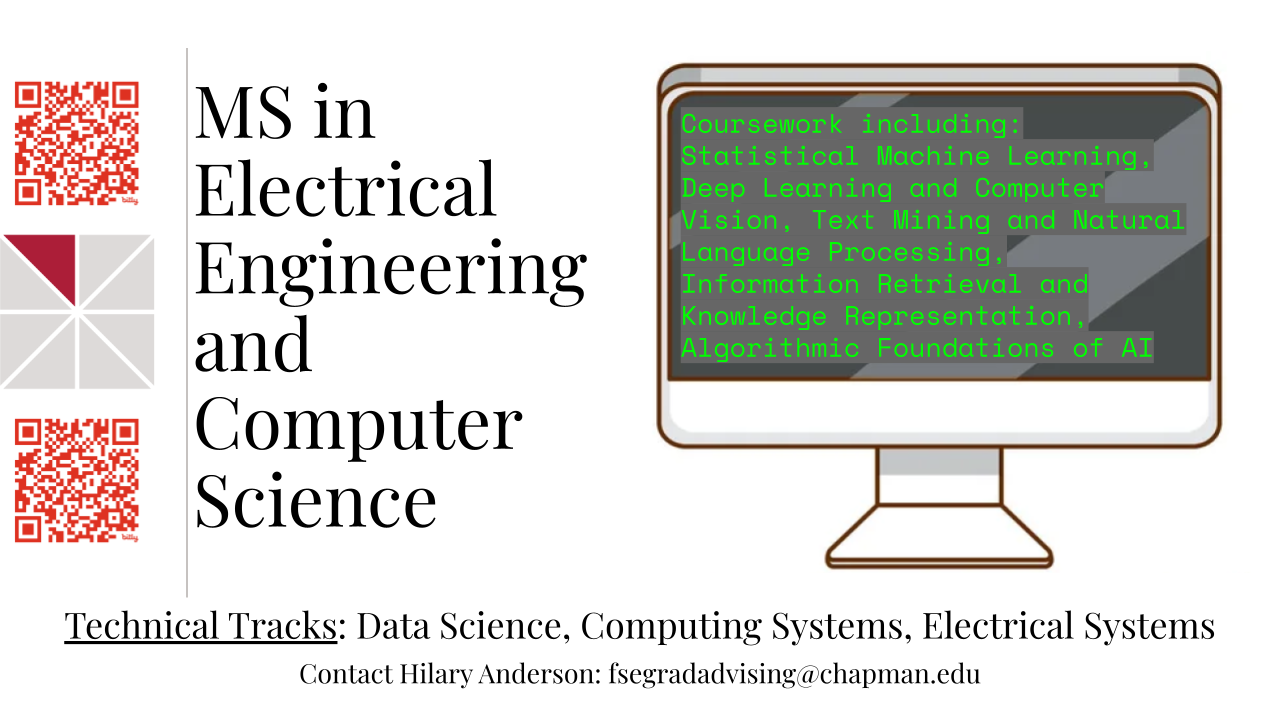 MS in
Electrical
Engineering
and
Computer
Science
Coursework including:
Statistical Machine Learning,
Deep Learning and Computer
Vision, Text Mining and Natural
Language Processing,
Information Retrieval and
Knowledge Representation,
Algorithmic Foundations of AI
bitly
bitly
Technical Tracks: Data Science, Computing Systems, Electrical Systems
Contact Hilary Anderson: fsegradadvising@chapman.edu